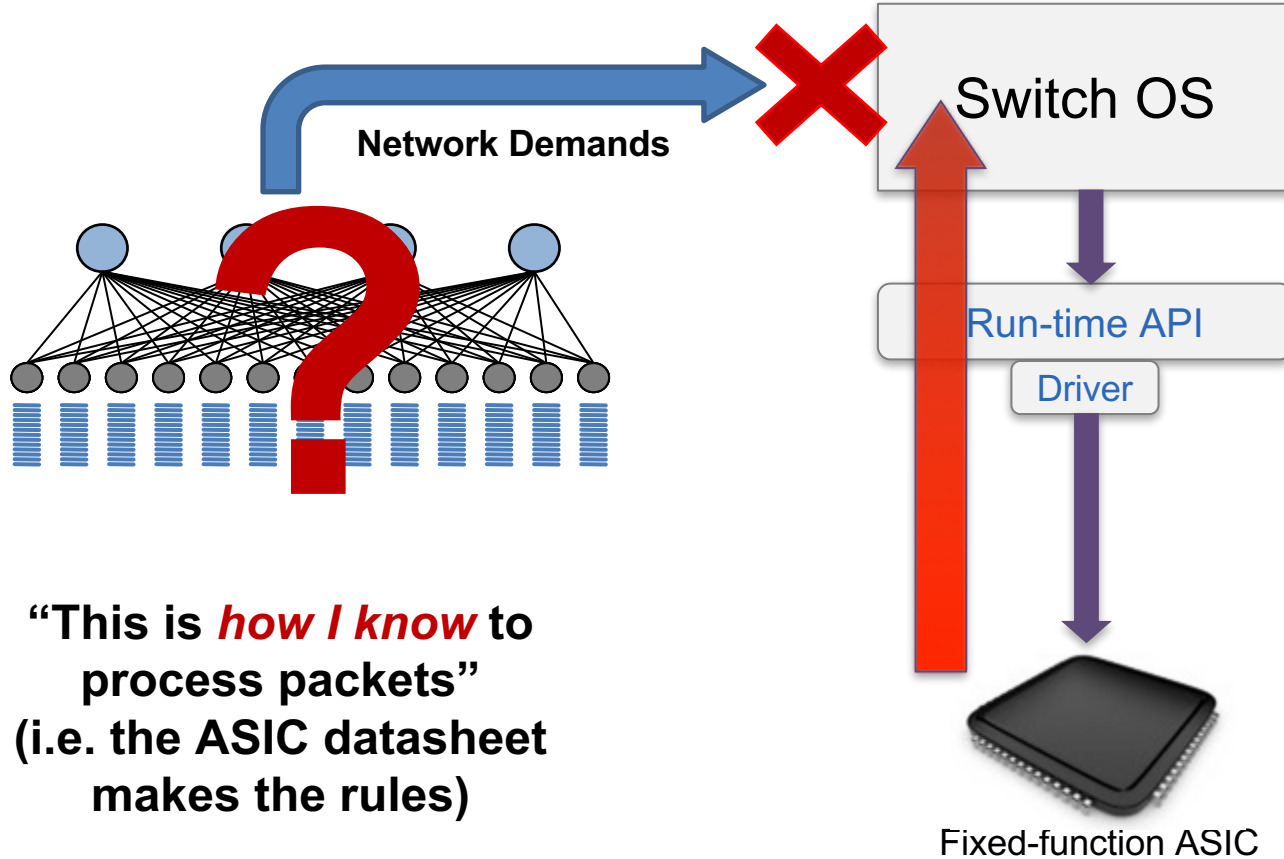 Switch OS
Network Demands
Run-time API
Driver
“This is how I know to
process packets”
(i.e. the ASIC datasheet
makes the rules)
Fixed-function ASIC